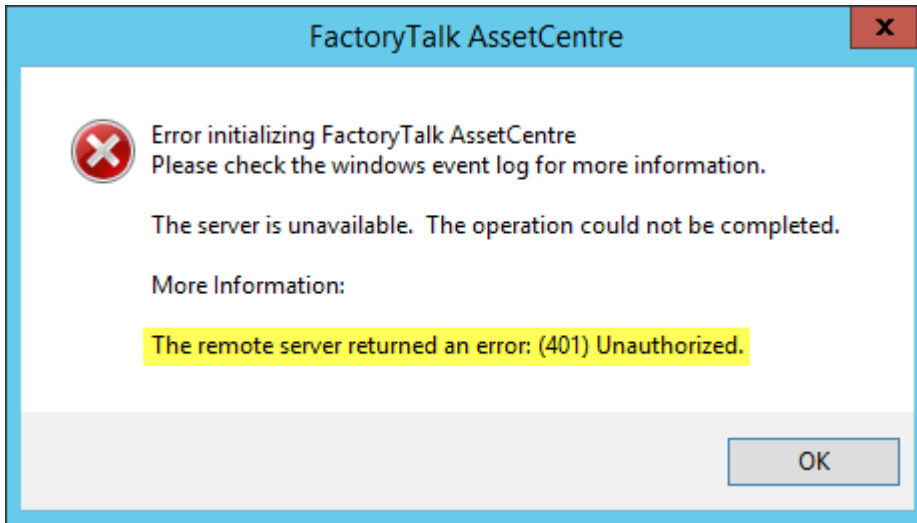 FactoryTalk AssetCentre
x
Error initializing FactoryTalk AssetCentre
Please check the windows event log for more information.
The server is unavailable.  The operation could not be completed.
More Information:
The remote server returned an error: (401) Unauthorized.
OK